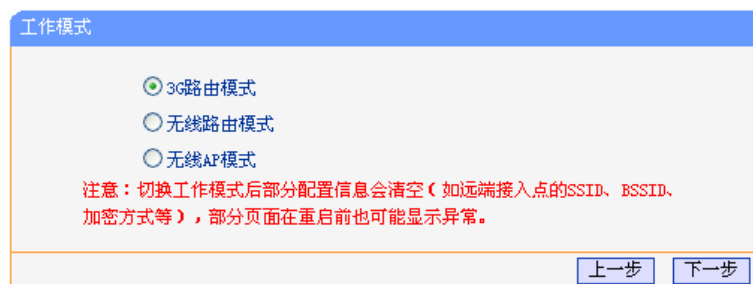 工作模式
3G路由模式
无线路由模式
无线AP模式
注意：切换工作模式后部分配置信息会清空（如远端接入点的SSID、BSSID、
加密方式等），部分页面在重启前也可能显示异常。
上一步 下一步